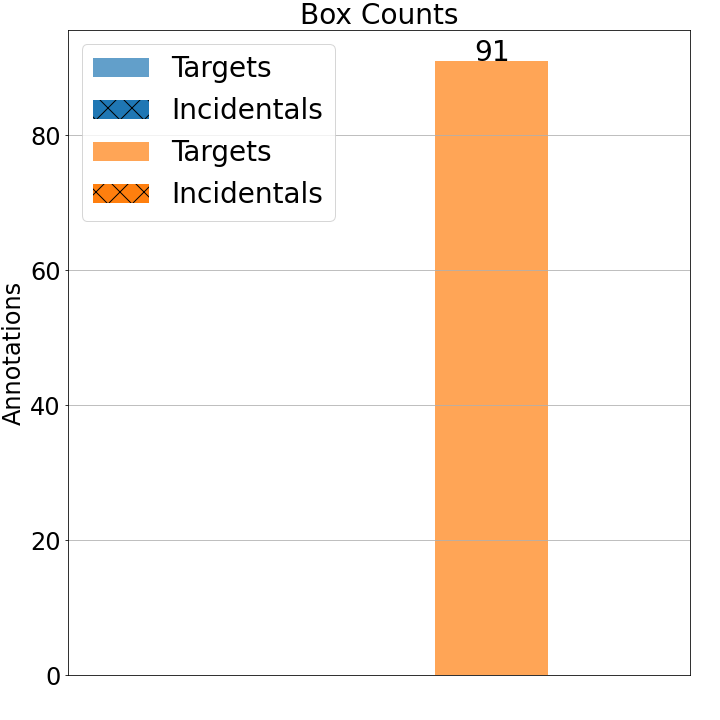 Box Counts
91
Targets
Incidentals
Targets
Incidentals
Annotations
80
60
40
20
0